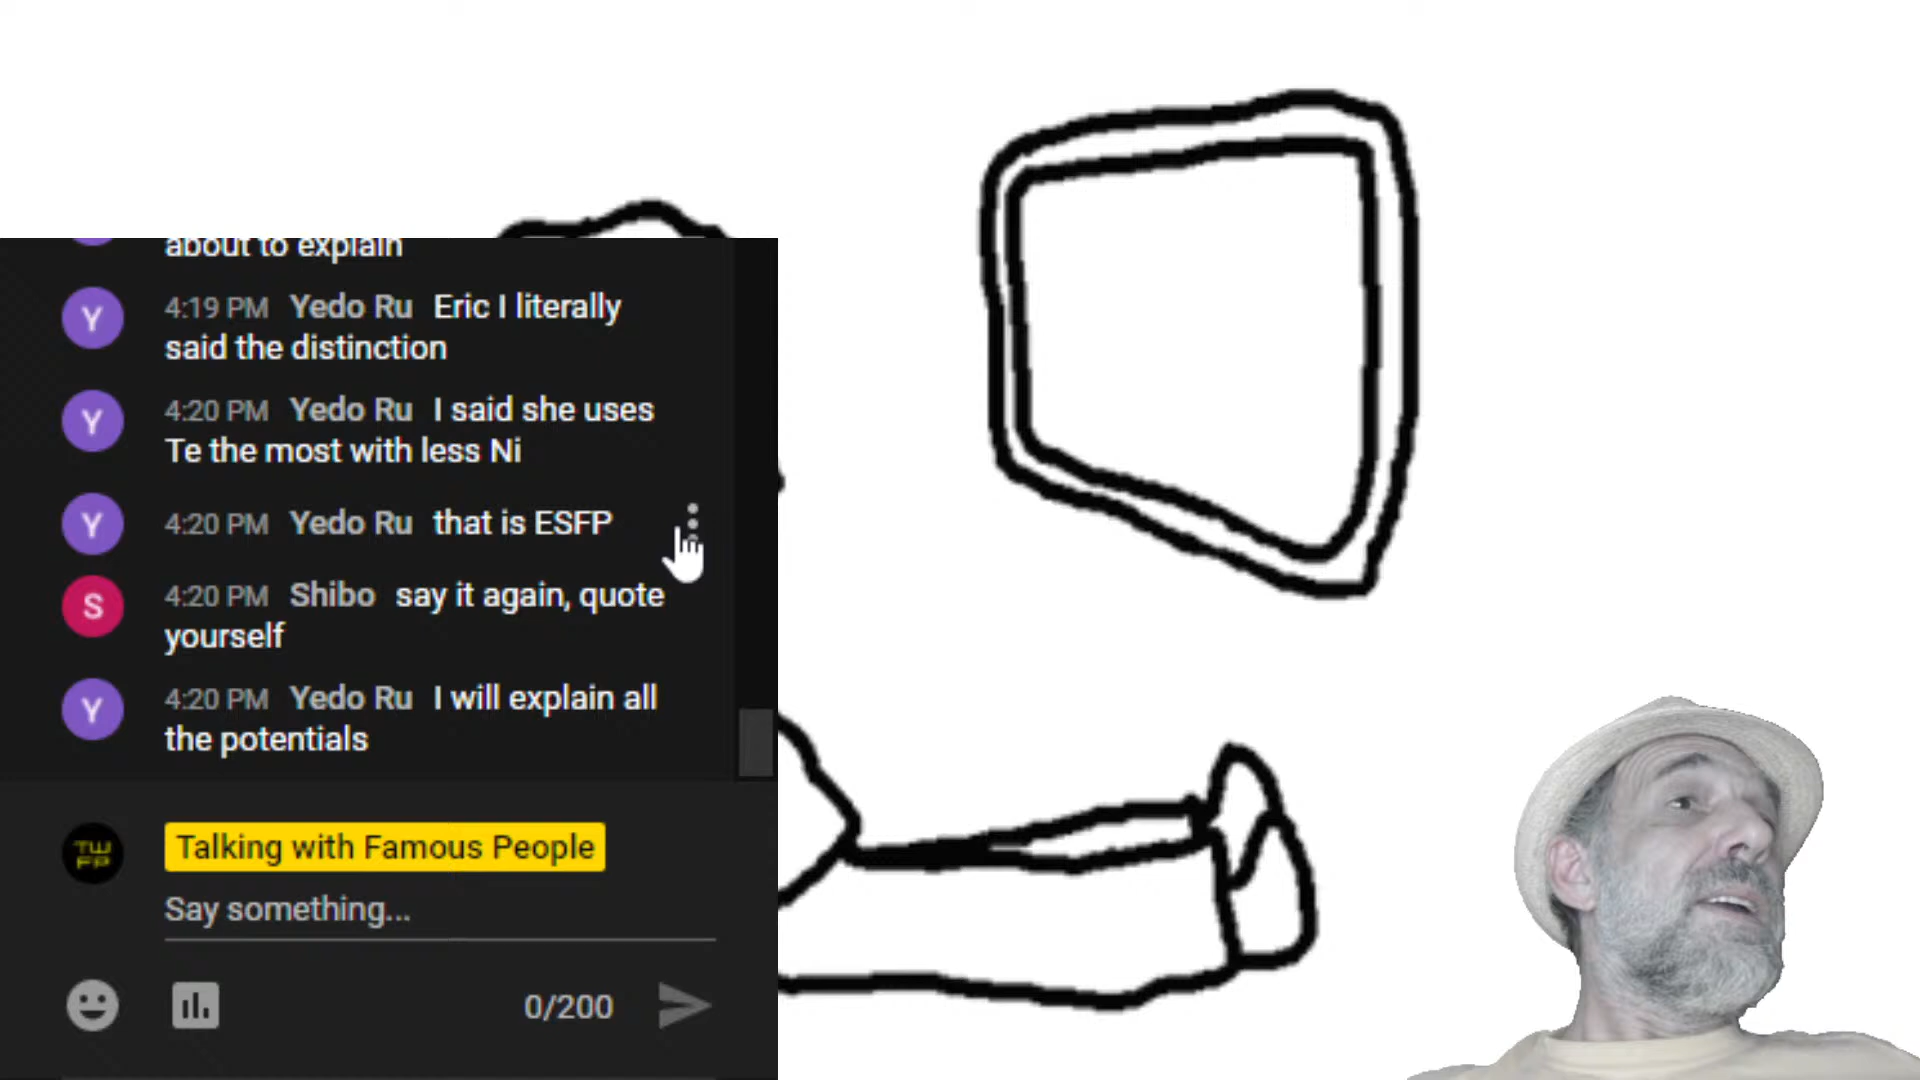 about to explain
Y 4:19 PM Yedo Ru Eric I literally
said the distinction
Y 4:20 PM Yedo Ru I said she uses
Te the most with less Ni
Y 4:20 PM Yedo Ru that is ESFP
S 4:20 PM Shibo say it again, quote
yourself
Y 4:20 PM Yedo Ru I will explain all
the potentials
TW
FP
Talking with Famous People
Say something...
0/200